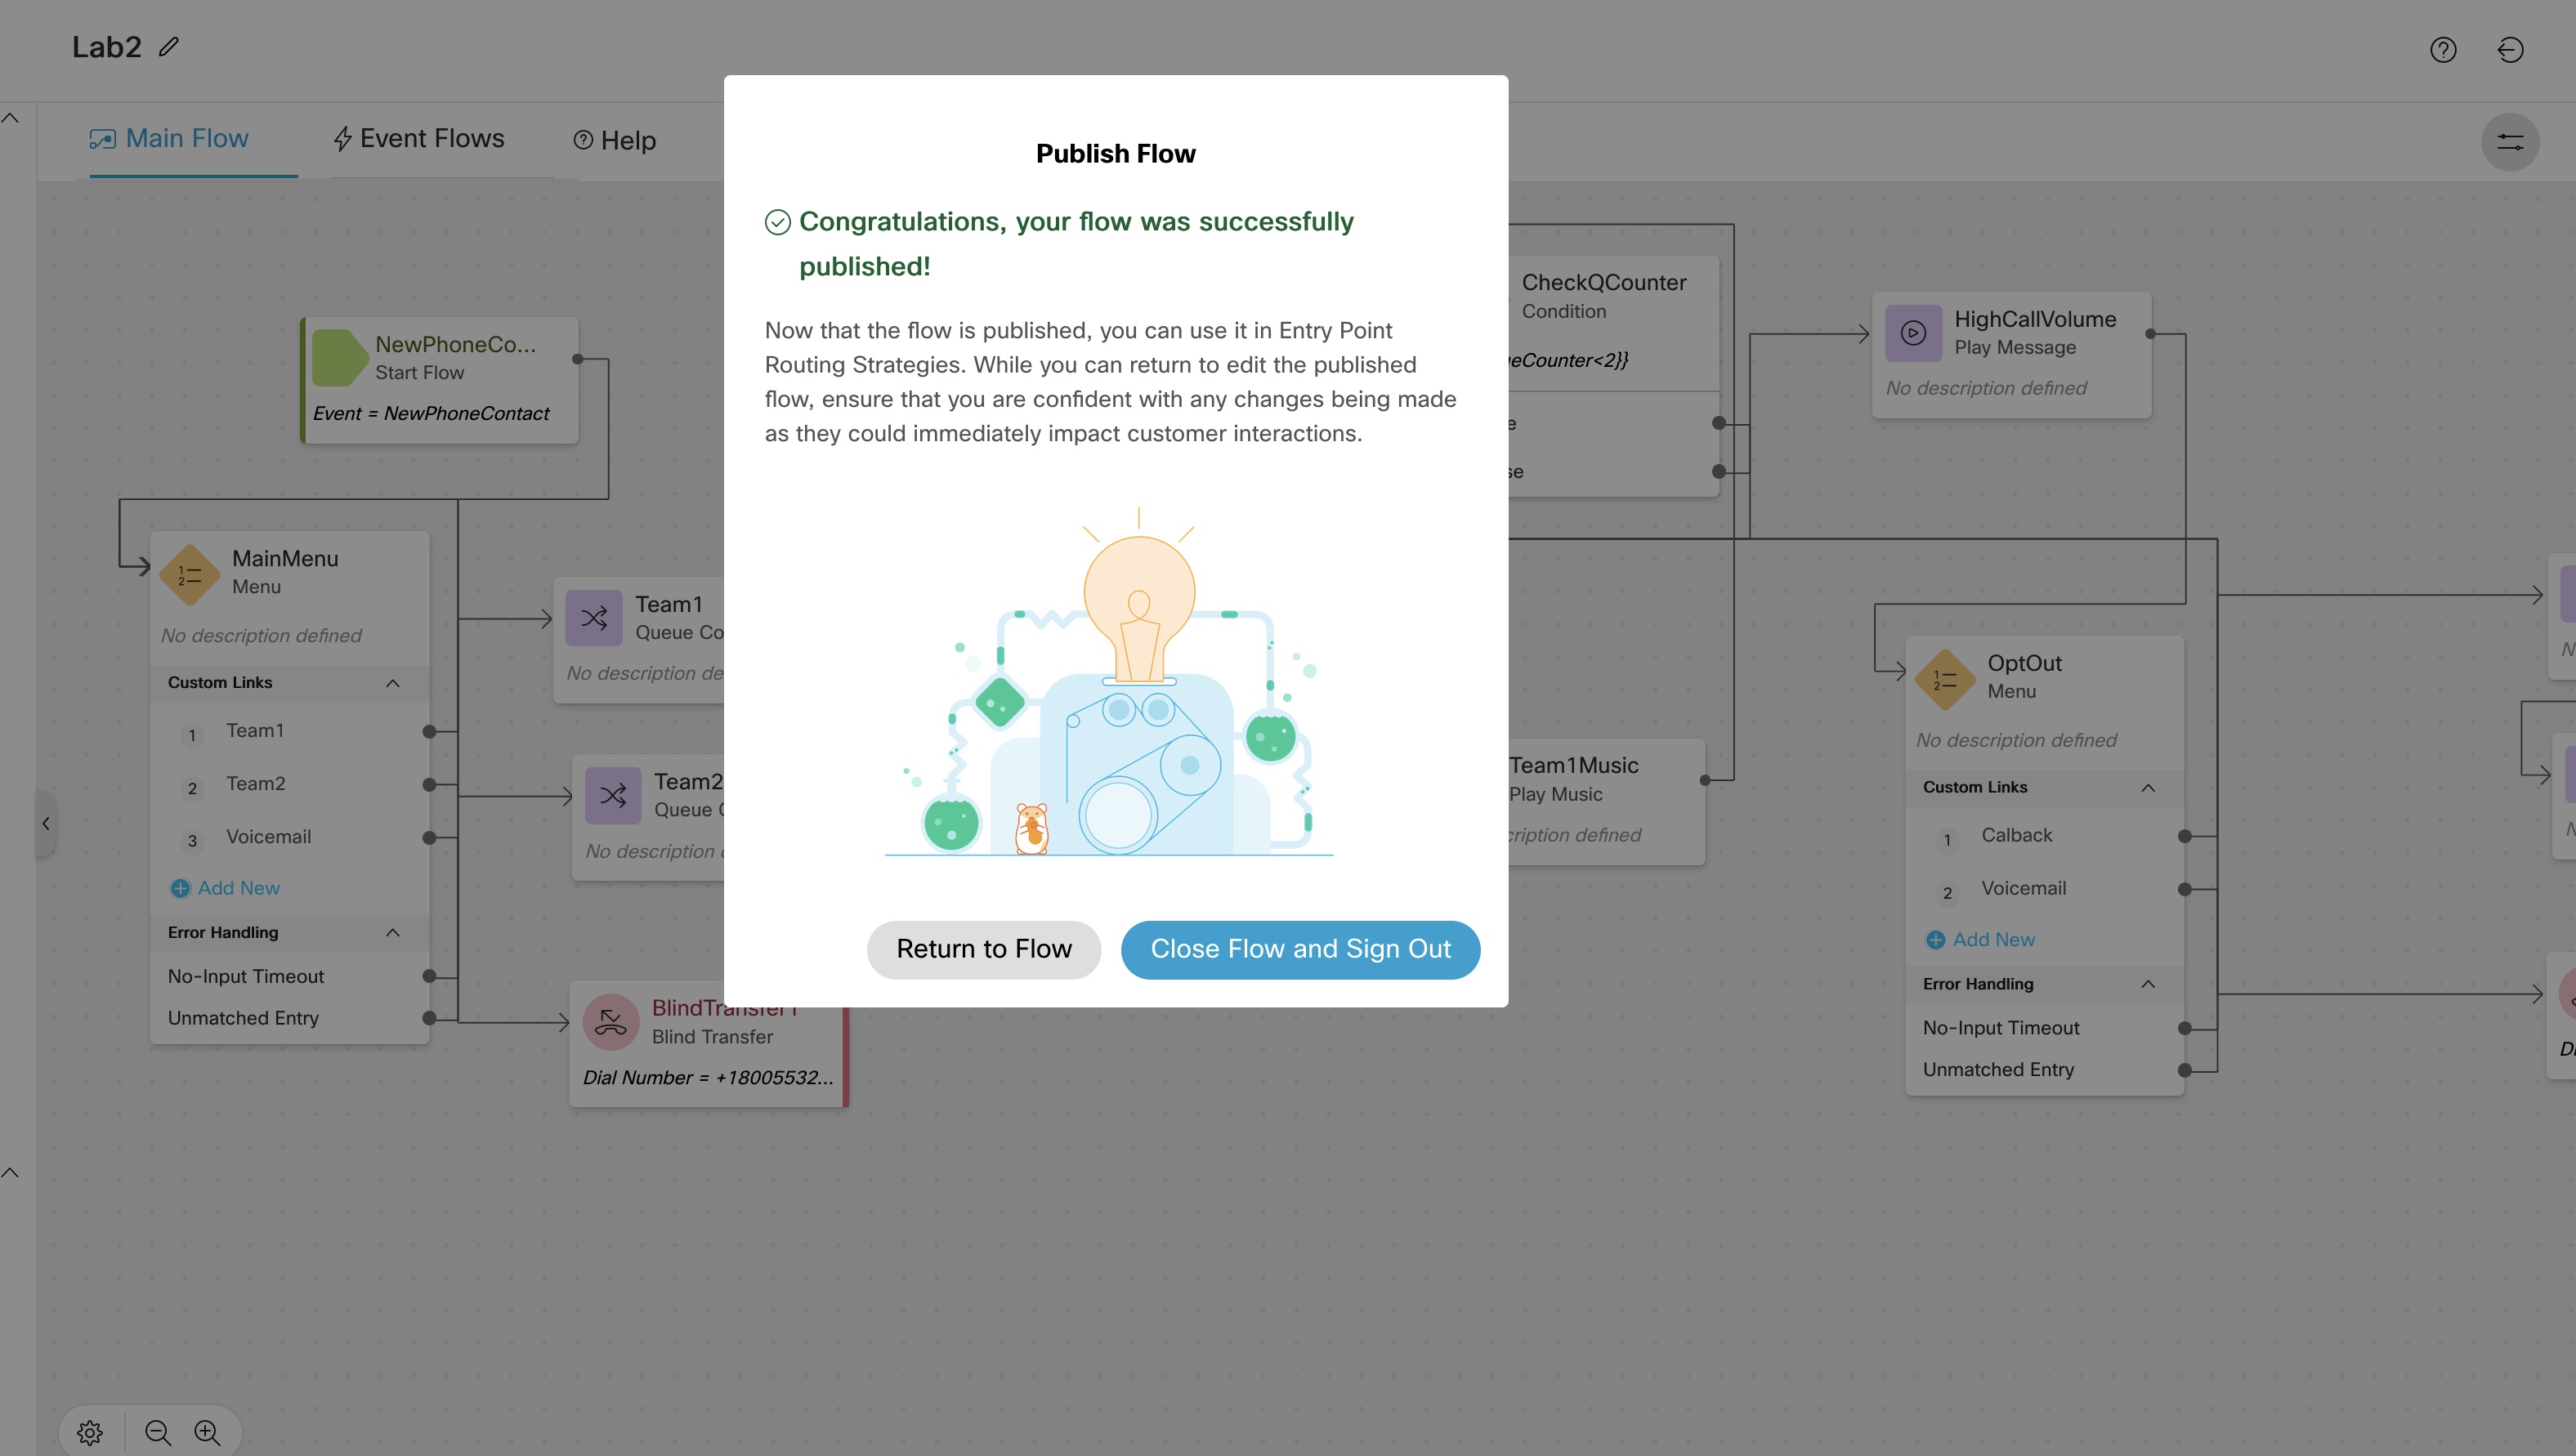 Lab2
Main Flow
Event Flows
Help
Publish Flow
Congratulations, your flow was successfully
published!
Now that the flow is published, you can use it in Entry Point
Routing Strategies. While you can return to edit the published
flow, ensure that you are confident with any changes being made
as they could immediately impact customer interactions.
Return to Flow
Close Flow and Sign Out
NewPhoneCo...
Start Flow
Event = NewPhoneContact
MainMenu
Menu
No description defined
Custom Links
1 Team1
2 Team2
3 Voicemail
Add New
Error Handling
No-Input Timeout
Unmatched Entry
Team1
Queue Co
No description de
Team2
Queue
No description
BlindTransfer1
Blind Transfer
Dial Number = +18005532...
CheckQCounter
Condition
eCounter<2}}
e
se
Team1Music
Play Music
cription defined
HighCallVolume
Play Message
No description defined
OptOut
Menu
No description defined
Custom Links
1 Calback
2 Voicemail
Add New
Error Handling
No-Input Timeout
Unmatched Entry